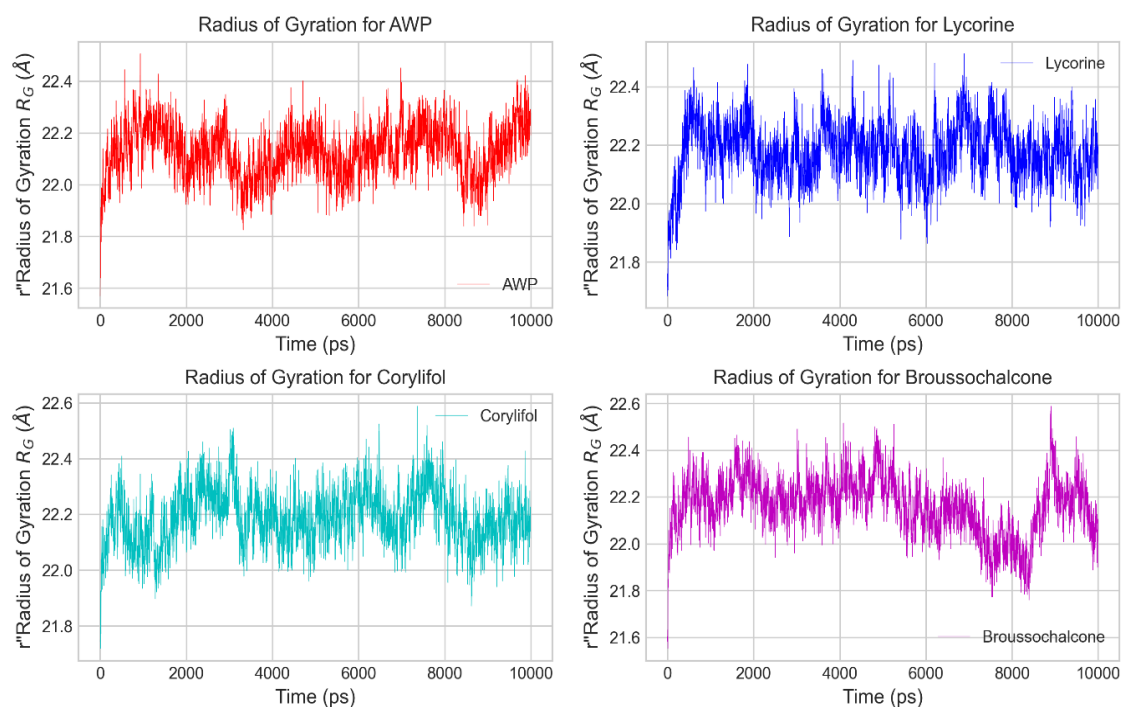 Radius of Gyration for AWP
r"Radius of Gyration R_G (Å)
22.4
22.2
22.0
21.8
21.6
AWP
0 2000 4000 6000 8000 10000
Time (ps)
Radius of Gyration for Lycorine
r"Radius of Gyration R_G (Å)
22.4
22.2
22.0
21.8
Lycorine
0 2000 4000 6000 8000 10000
Time (ps)
Radius of Gyration for Corylifol
r"Radius of Gyration R_G (Å)
22.6
22.4
22.2
22.0
21.8
Corylifol
0 2000 4000 6000 8000 10000
Time (ps)
Radius of Gyration for Broussochalcone
r"Radius of Gyration R_G (Å)
22.6
22.4
22.2
22.0
21.8
21.6
Broussochalcone
0 2000 4000 6000 8000 10000
Time (ps)